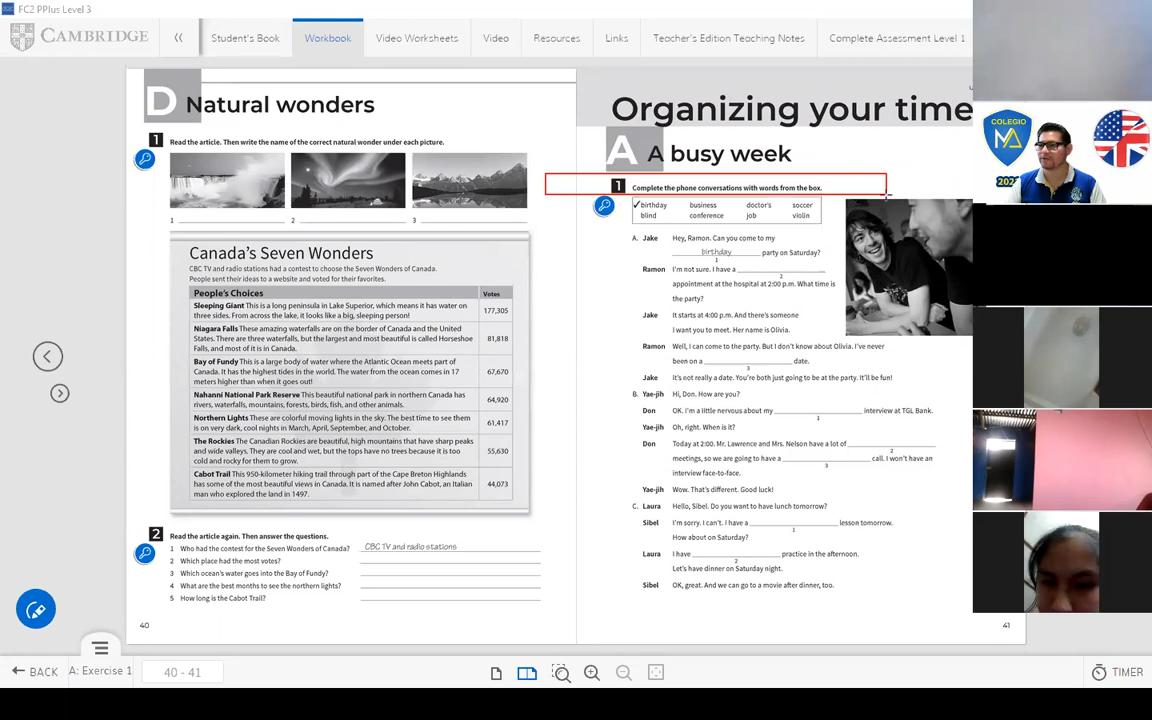 FC2 PPlus Level 3
CAMBRIDGE
Student's Book
Workbook
Video Worksheets
Video
Resources
Links
Teacher's Edition Teaching Notes
Complete Assessment Level 1
D Natural wonders
1 Read the article. Then write the name of the correct natural wonder under each picture.
1
2
3
Canada's Seven Wonders
CBC TV and radio stations had a contest to choose the Seven Wonders of Canada.
People sent their ideas to a website and voted for their favorites.
People's Choices Votes
Sleeping Giant This is a long peninsula in Lake Superior, which means it has water on
three sides. From across the lake, it looks like a big, sleeping person!
177,305
Niagara Falls These amazing waterfalls are on the border of Canada and the United
States. There are three waterfalls, but the largest and most beautiful is called Horseshoe
Falls, and most of it is in Canada.
81,818
Bay of Fundy This is a large body of water where the Atlantic Ocean meets part of
Canada. It has the highest tides in the world. The water from the ocean comes in 17
meters higher than when it goes out!
67,670
Nahanni National Park Reserve This beautiful national park in northern Canada has
rivers, waterfalls, mountains, forests, birds, fish, and other animals.
64,920
Northern Lights These are colorful moving lights in the sky. The best time to see them
is on very dark, cool nights in March, April, September, and October.
61,417
The Rockies The Canadian Rockies are beautiful, high mountains that have sharp peaks
and wide valleys. They are cool and wet, but the tops have no trees because it is too
cold and rocky for them to grow.
55,630
Cabot Trail This 950-kilometer hiking trail through part of the Cape Breton Highlands
has some of the most beautiful views in Canada. It is named after John Cabot, an Italian
man who explored the land in 1497.
44,073
2 Read the article again. Then answer the questions.
1 Who had the contest for the Seven Wonders of Canada? CBC TV and radio stations
2 Which place had the most votes?
3 Which ocean's water goes into the Bay of Fundy?
4 What are the best months to see the northern lights?
5 How long is the Cabot Trail?
40
Organizing your time
A A busy week
1 Complete the phone conversations with words from the box.
✓birthday business doctor's soccer
blind conference job violin
A. Jake Hey, Ramon. Can you come to my
birthday party on Saturday?
1
Ramon I'm not sure. I have a
2
appointment at the hospital at 2:00 p.m. What time is
the party?
Jake It starts at 4:00 p.m. And there's someone
I want you to meet. Her name is Olivia.
Ramon Well, I can come to the party. But I don't know about Olivia. I've never
been on a date.
3
Jake It's not really a date. You're both just going to be at the party. It'll be fun!
B. Yae-jih Hi, Don. How are you?
Don OK. I'm a little nervous about my interview at TGL Bank.
1
Yae-jih Oh, right. When is it?
Don Today at 2:00. Mr. Lawrence and Mrs. Nelson have a lot of
2
meetings, so we are going to have a call. I won't have an
3
interview face-to-face.
Yae-jih Wow. That's different. Good luck!
C. Laura Hello, Sibel. Do you want to have lunch tomorrow?
Sibel I'm sorry. I can't. I have a lesson tomorrow.
1
How about on Saturday?
Laura I have practice in the afternoon.
2
Let's have dinner on Saturday night.
Sibel OK, great. And we can go to a movie after dinner, too.
41
COLEGIO
MA
BACK
A: Exercise 1
40 - 41
TIMER